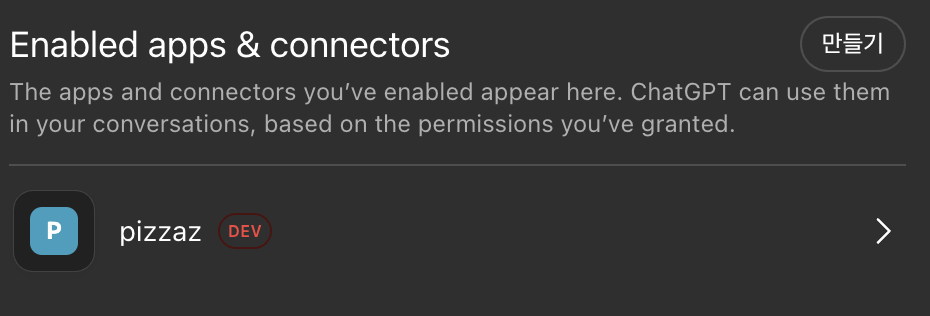 Enabled apps & connectors
만들기
The apps and connectors you’ve enabled appear here. ChatGPT can use them
in your conversations, based on the permissions you’ve granted.
P
pizzaz DEV